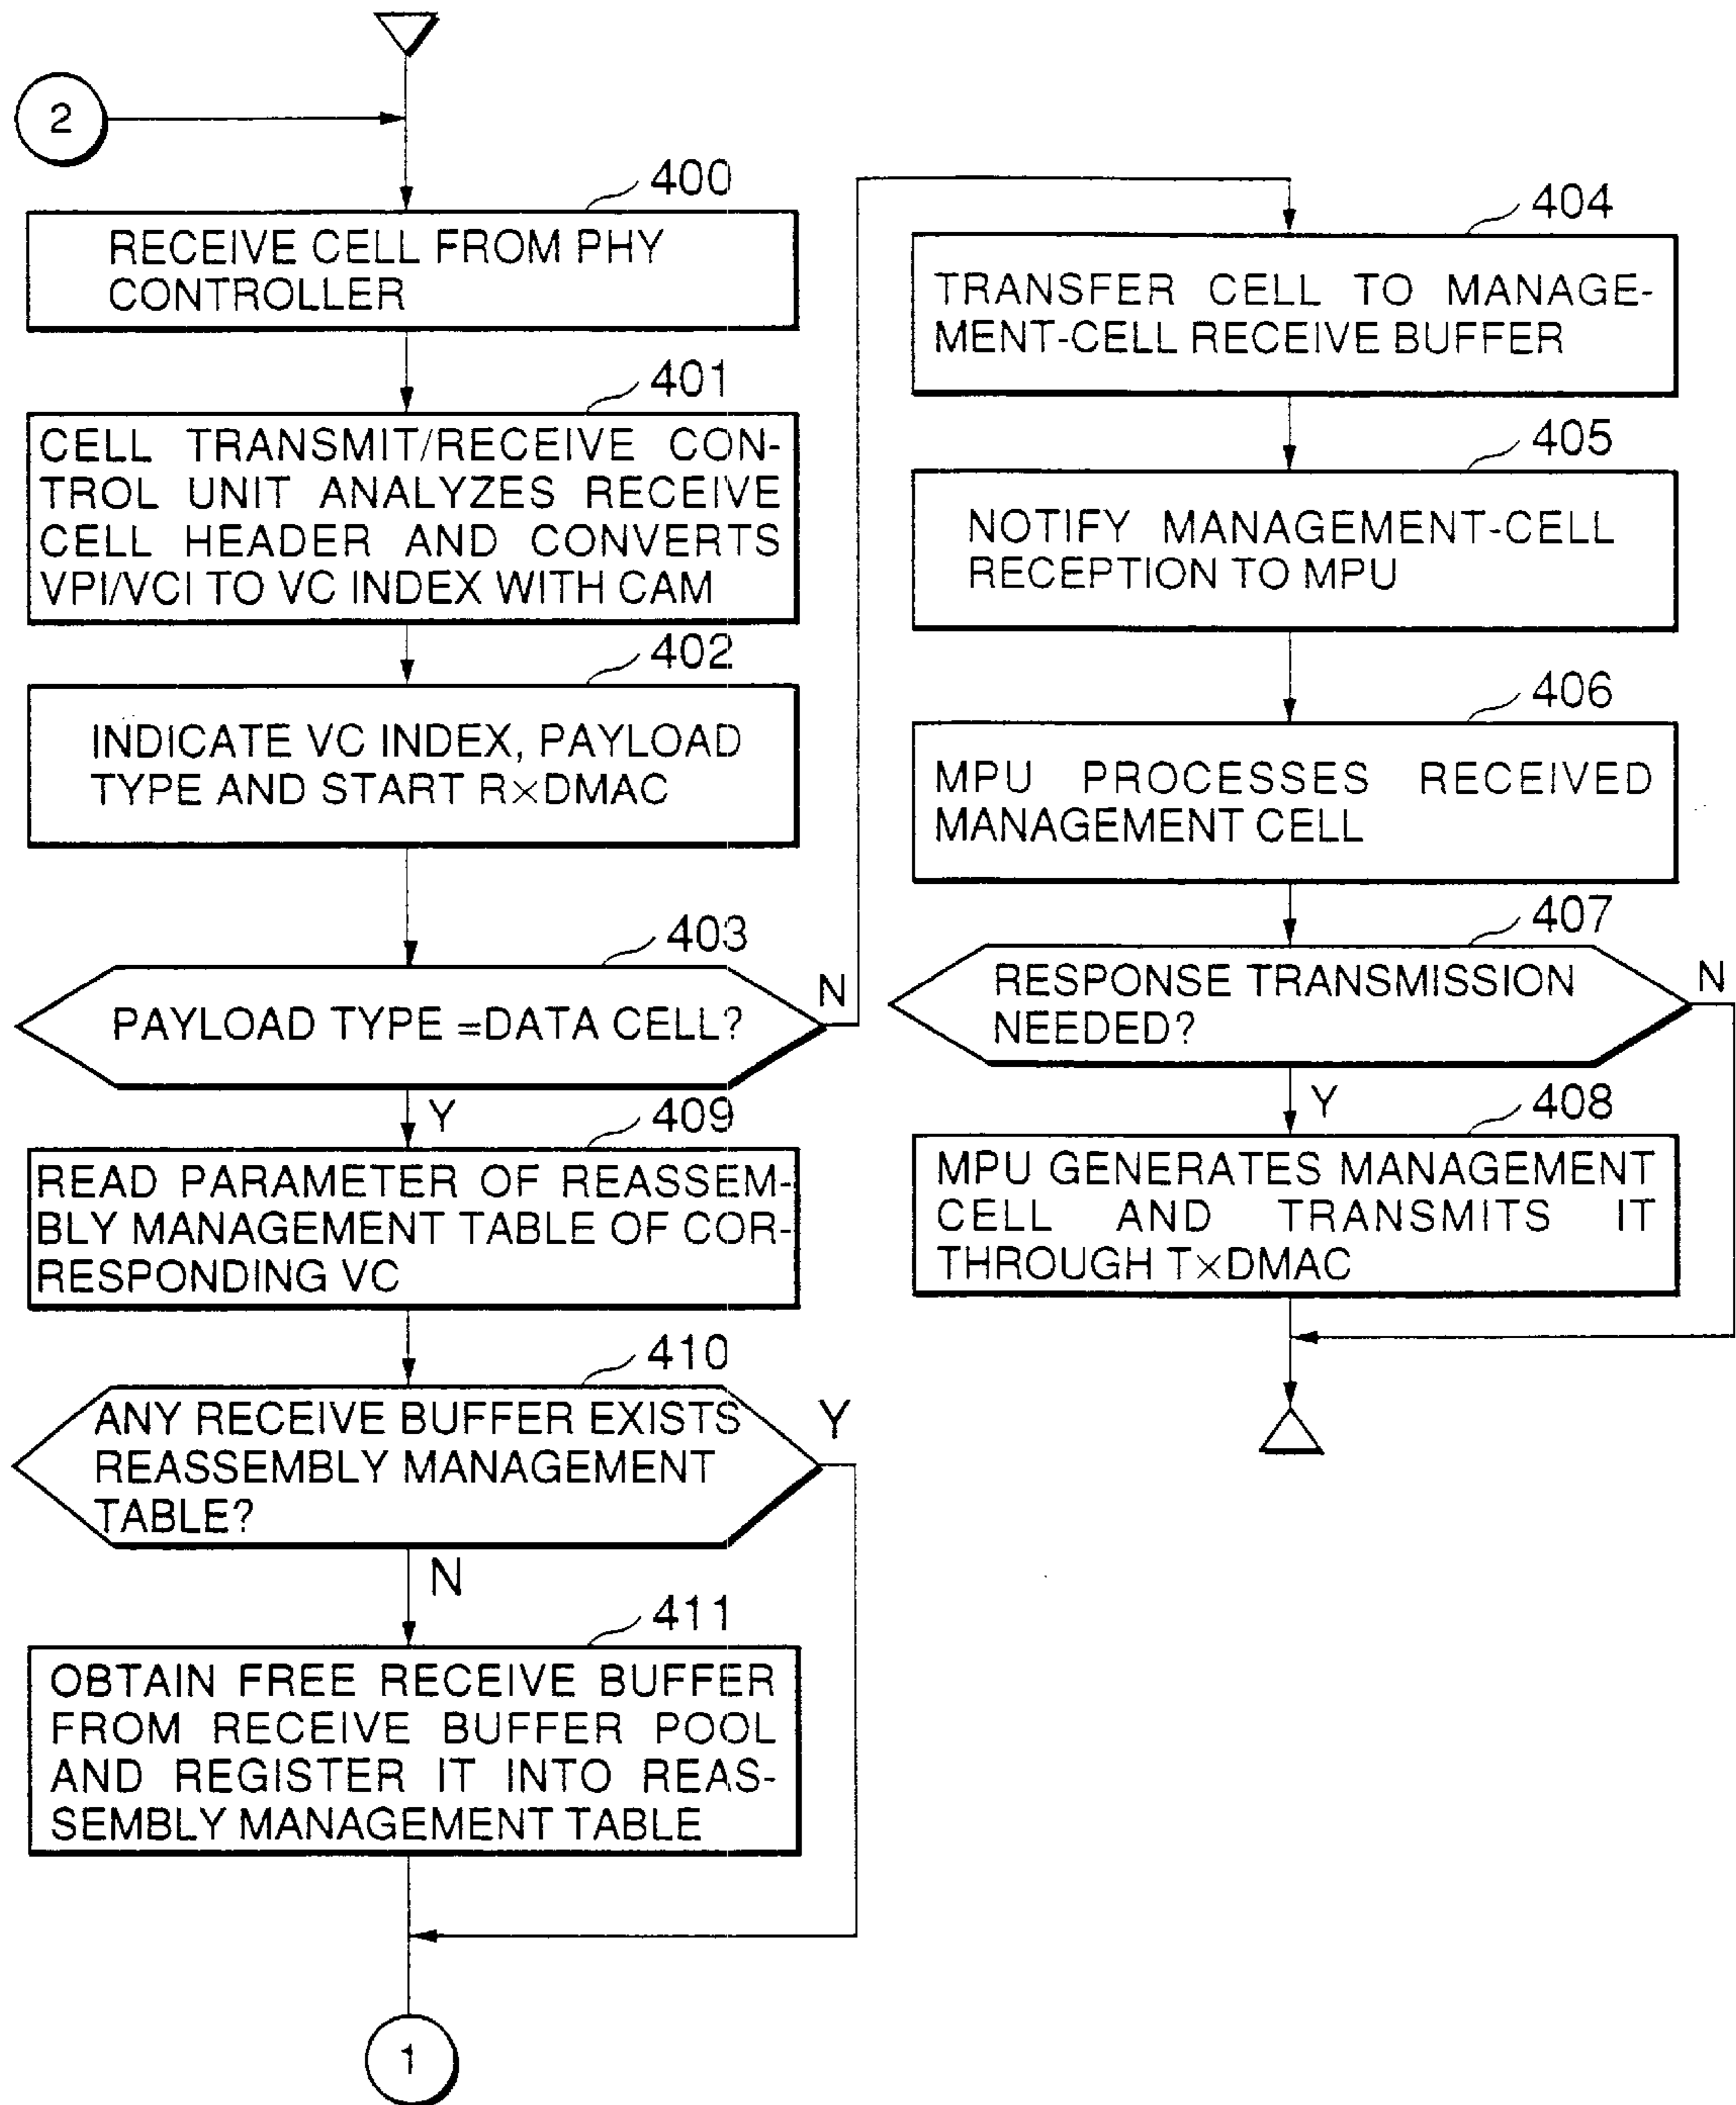 2
400
RECEIVE CELL FROM PHY
CONTROLLER
401
CELL TRANSMIT/RECEIVE CON-
TROL UNIT ANALYZES RECEIVE
CELL HEADER AND CONVERTS
VPI/VCI TO VC INDEX WITH CAM
402
INDICATE VC INDEX, PAYLOAD
TYPE AND START R×DMAC
403
PAYLOAD TYPE =DATA CELL?
N
Y
409
READ PARAMETER OF REASSEM-
BLY MANAGEMENT TABLE OF COR-
RESPONDING VC
410
ANY RECEIVE BUFFER EXISTS
REASSEMBLY MANAGEMENT
TABLE?
Y
N
411
OBTAIN FREE RECEIVE BUFFER
FROM RECEIVE BUFFER POOL
AND REGISTER IT INTO REAS-
SEMBLY MANAGEMENT TABLE
1
404
TRANSFER CELL TO MANAGE-
MENT-CELL RECEIVE BUFFER
405
NOTIFY MANAGEMENT-CELL
RECEPTION TO MPU
406
MPU PROCESSES RECEIVED
MANAGEMENT CELL
407
RESPONSE TRANSMISSION
NEEDED?
N
Y
408
MPU GENERATES MANAGEMENT
CELL AND TRANSMITS IT
THROUGH T×DMAC